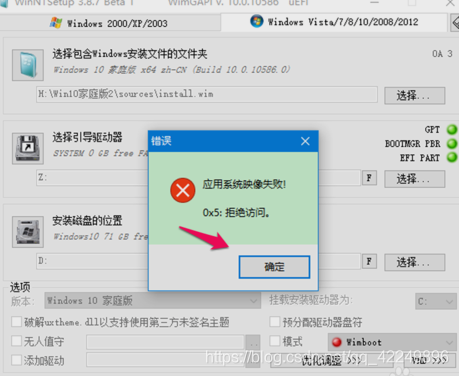 WinNTSetup 3.8.7 Beta 1 WimGAPI v. 10.0.10586 uEFI
Windows 2000/XP/2003
Windows Vista/7/8/10/2008/2012
选择包含Windows安装文件的文件夹
OA 3
Windows 10 家庭版 x64 zh-CN (Build 10.0.10586.0)
H:\Win10家庭版2\sources\install.wim
选择...
选择引导驱动器
GPT
SYSTEM 0 GB free FA
BOOTMGR PBR
EFI PART
Z:
F
选择...
错误
应用系统映像失败!
0x5: 拒绝访问。
确定
安装磁盘的位置
Windows10 71 GB fre
D:
F
选择...
选项
版本:
Windows 10 家庭版
挂载安装驱动器为:
C:
破解uxtheme.dll以支持使用第三方未签名主题
预分配驱动器盘符
无人值守
...
模式
Wimboot
添加驱动
优化调整 >>>
https://blog.csdn.net/qq_42249896